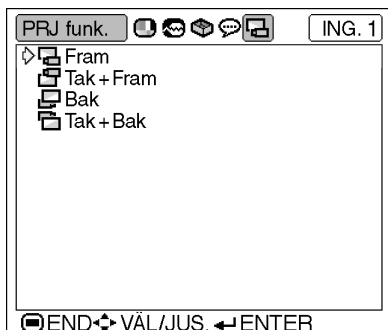 PRJ funk. ING. 1
Fram
Tak+Fram
Bak
Tak+Bak
END VÄL/JUS. ENTER